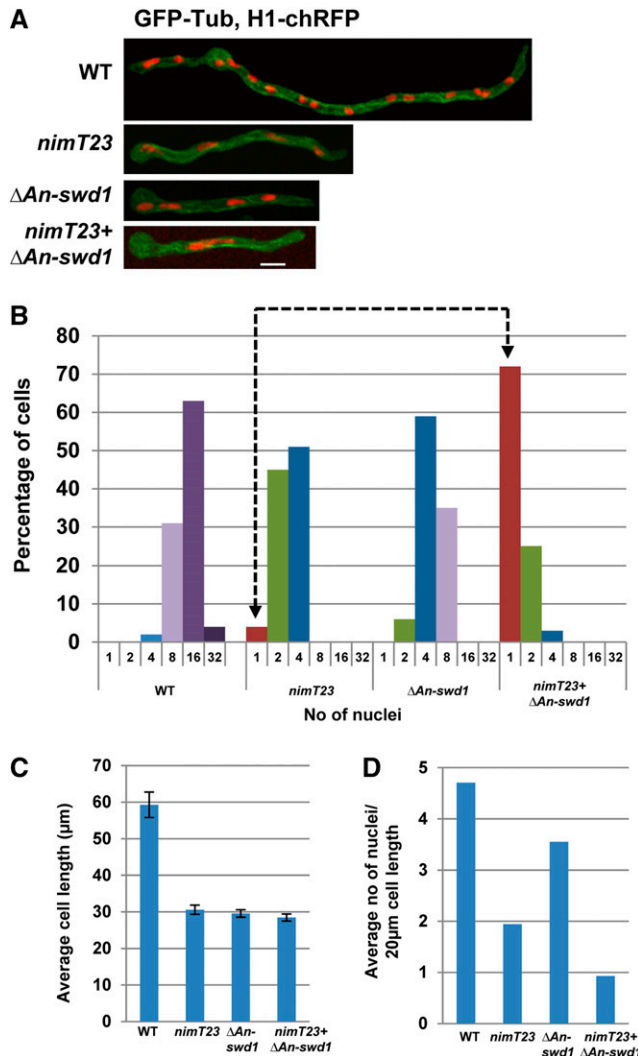 A
GFP-Tub, H1-chRFP
WT
nimT23
ΔAn-swd1
nimT23+
ΔAn-swd1
B
Percentage of cells
80
70
60
50
40
30
20
10
0
1 2 4 8 16 32 1 2 4 8 16 32 1 2 4 8 16 32 1 2 4 8 16 32
WT nimT23 ΔAn-swd1 nimT23+
ΔAn-swd1
No of nuclei
C
Average cell length (µm)
70
60
50
40
30
20
10
0
WT nimT23 ΔAn- nimT23+
swd1 ΔAn-swd1
D
Average no of nuclei/
20µm cell length
5
4
3
2
1
0
WT nimT23 ΔAn- nimT23+
swd1 ΔAn-swd1